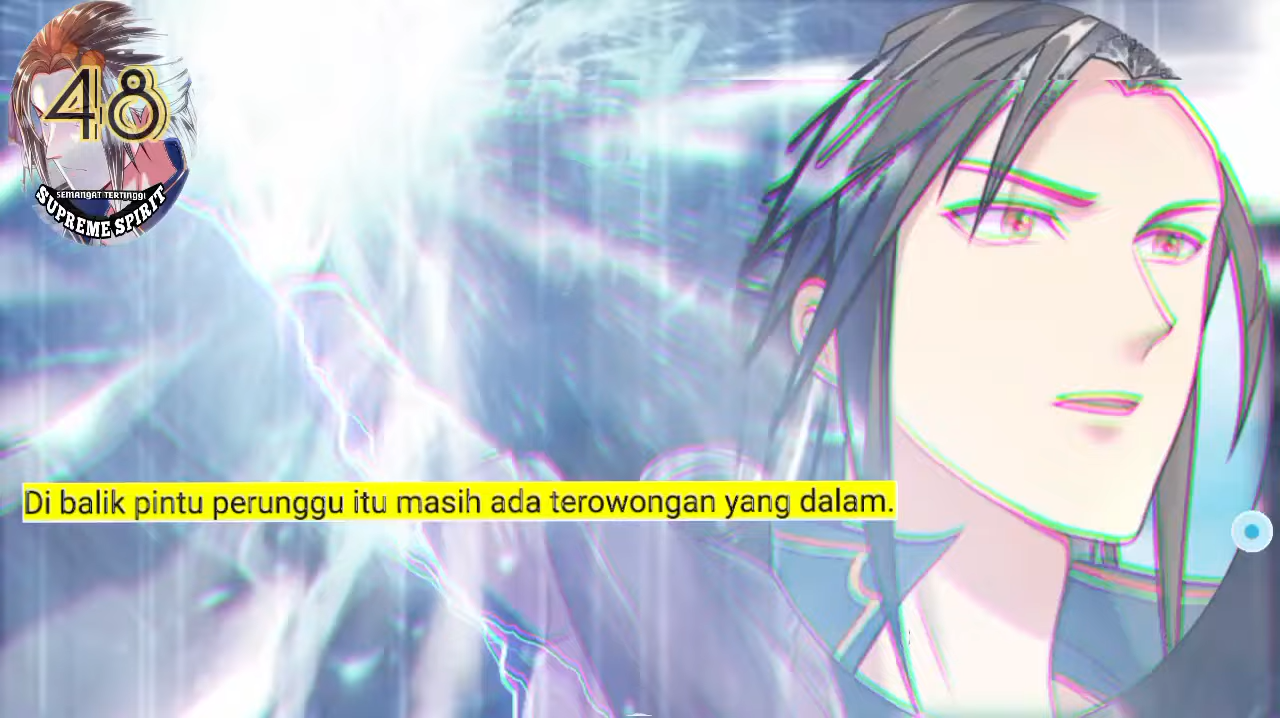 48
SEMANGAT TERTINGGI
SUPREME SPIRIT
Di balik pintu perunggu itu masih ada terowongan yang dalam.